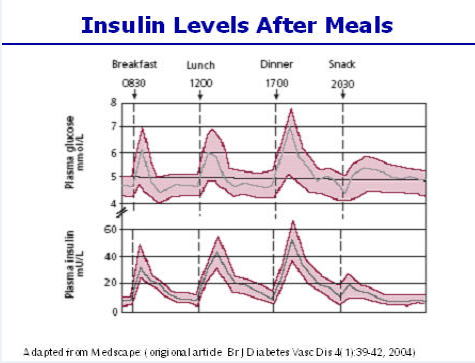 Insulin Levels After Meals
Breakfast Lunch Dinner Snack
0830 1200 1700 2030
Plasma glucose
mmol/L
8
7
6
5
4
Plasma insulin
mU/L
60
40
20
0
Adapted from Medscape: (origional article Br J Diabetes Vasc Dis 4(1):39-42, 2004)